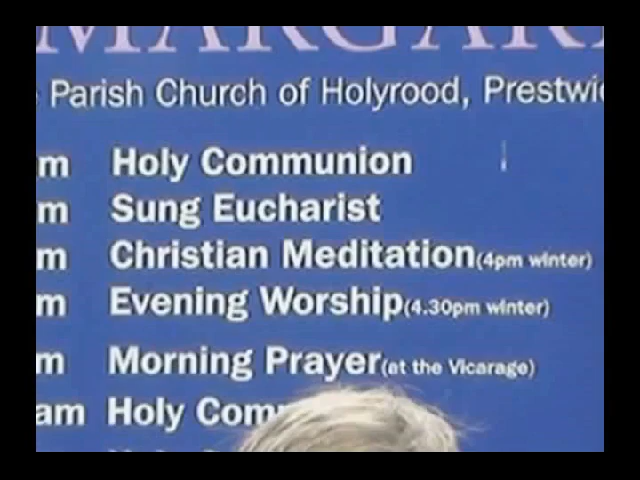 MARGAR
Parish Church of Holyrood, Prestwi
m Holy Communion
m Sung Eucharist
m Christian Meditation (4pm winter)
m Evening Worship (4.30pm winter)
m Morning Prayer (at the Vicarage)
am Holy Com